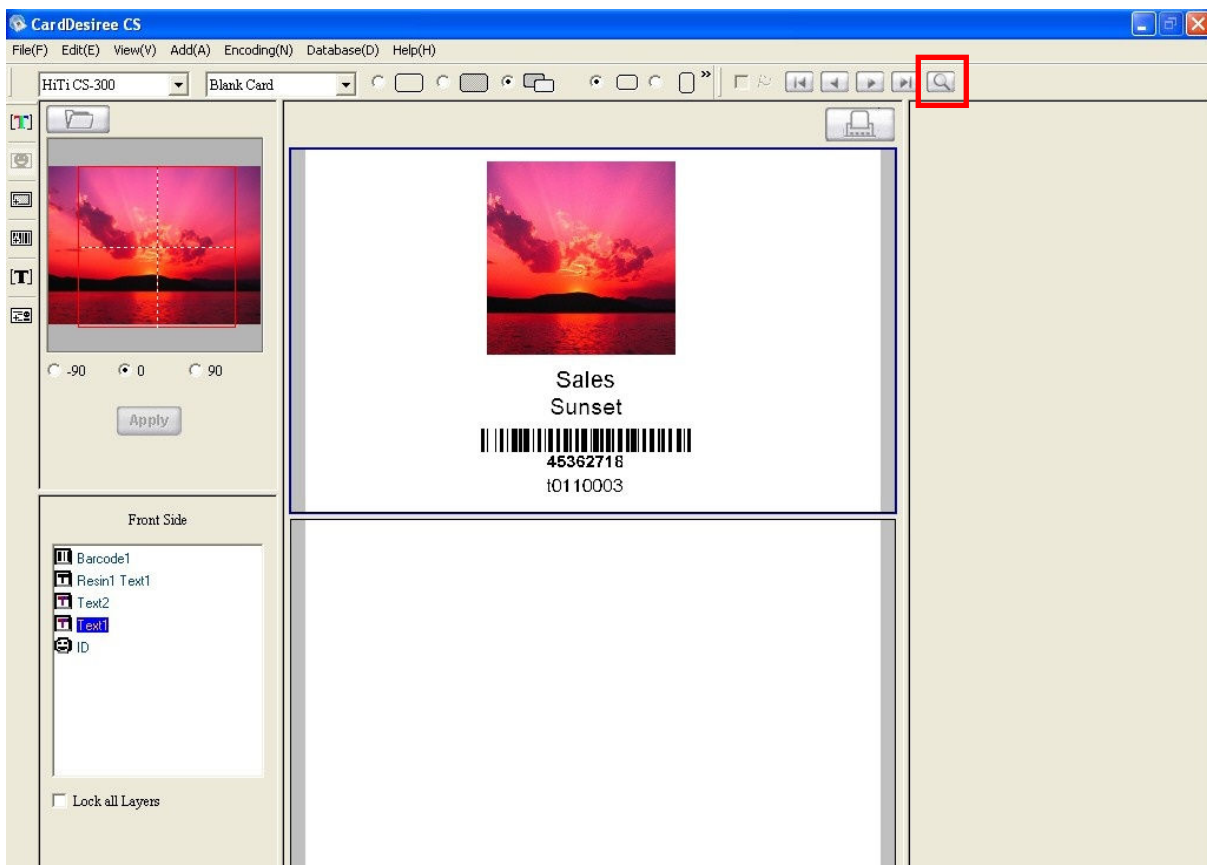 CardDesiree CS
File(F) Edit(E) View(V) Add(A) Encoding(N) Database(D) Help(H)
HiTi CS-300 Blank Card »
[T]
-90 0 90
Apply
[T]
Sales
Sunset
45362718
t0110003
Front Side
Barcode1
Resin1 Text1
Text2
Text1
ID
Lock all Layers